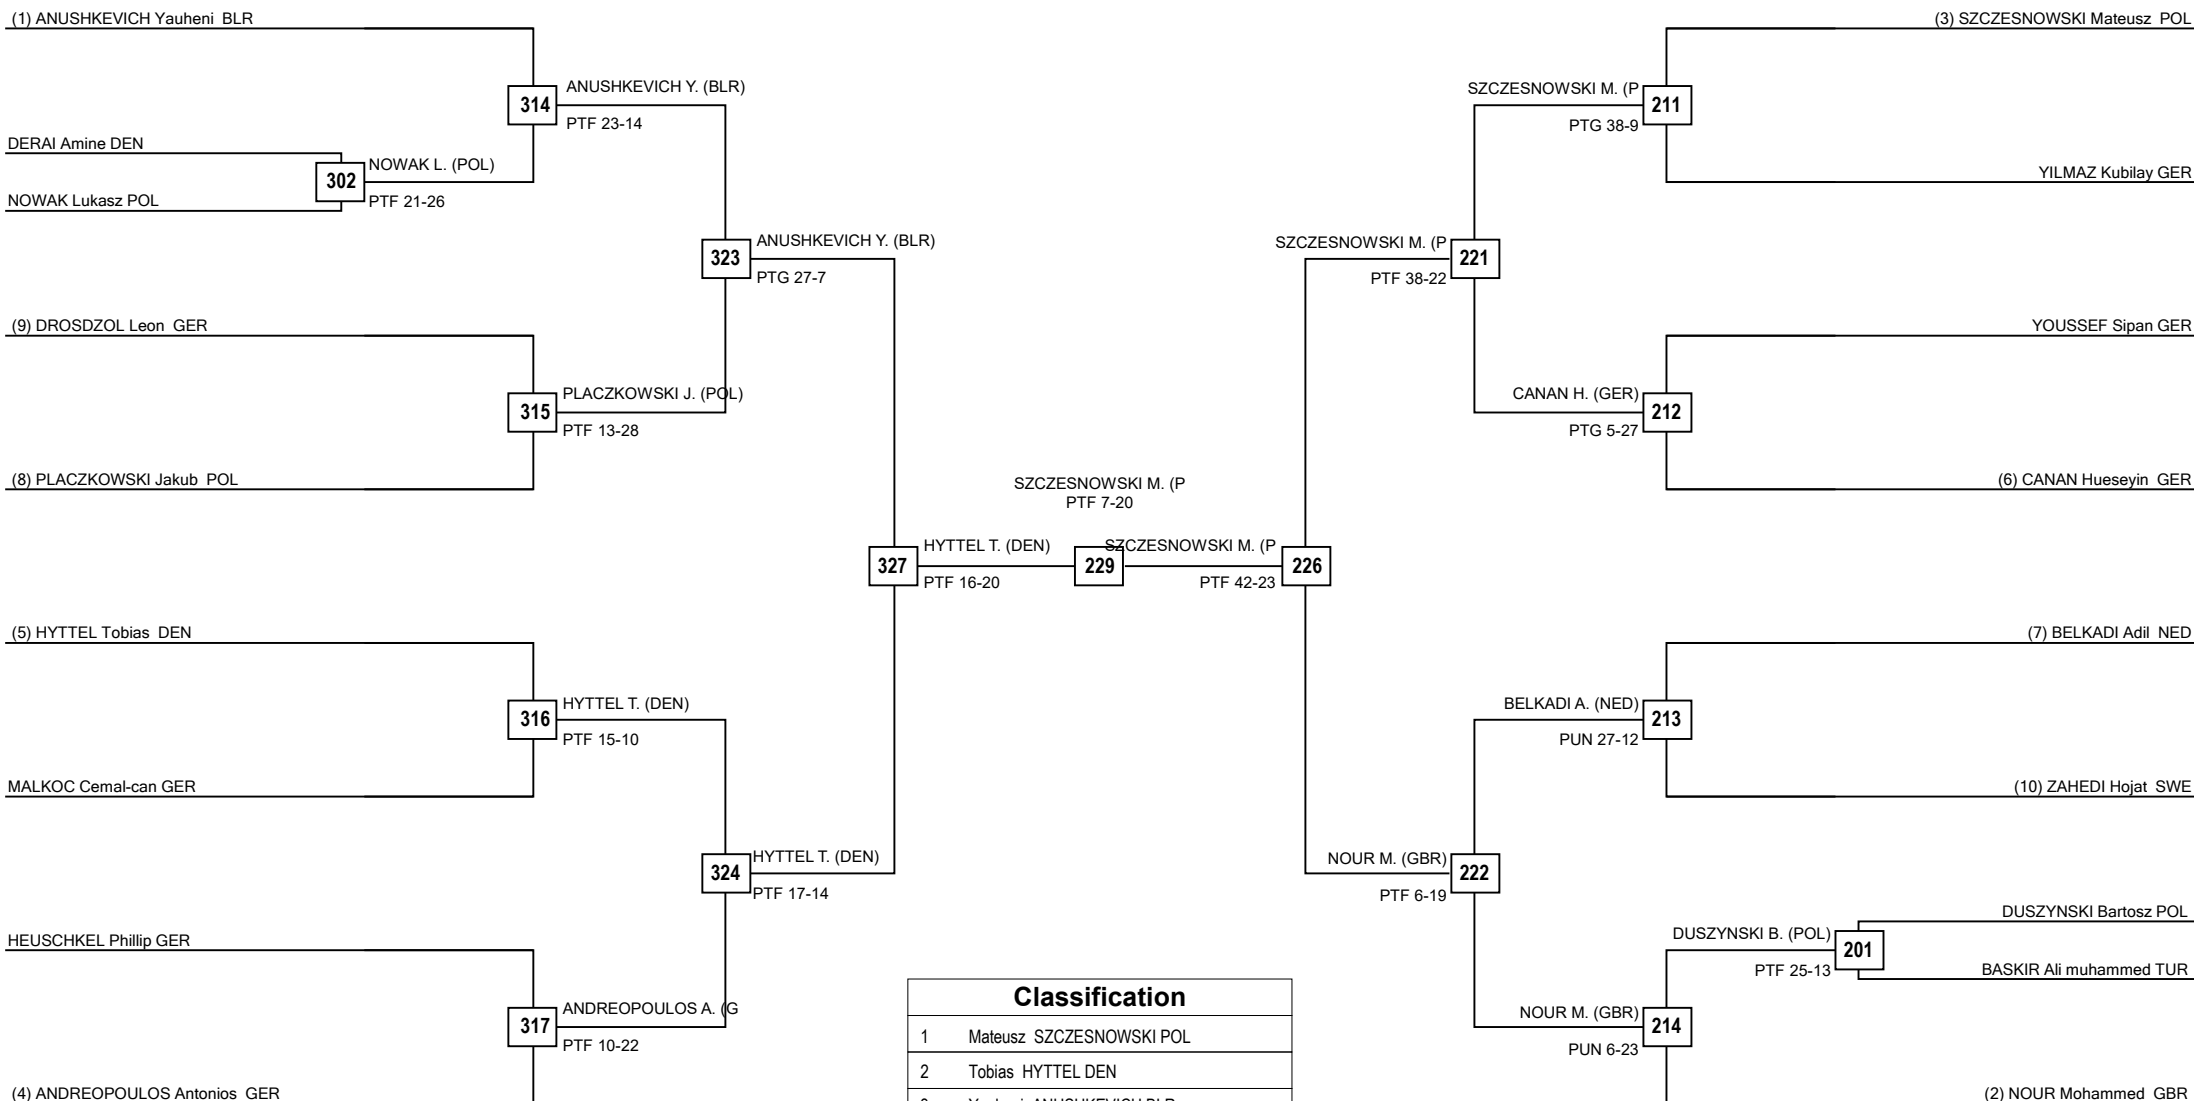 (1) ANUSHKEVICH Yauheni BLR
(3) SZCZESNOWSKI Mateusz POL
314
ANUSHKEVICH Y. (BLR)
PTF 23-14
SZCZESNOWSKI M. (P
PTG 38-9
211
DERAI Amine DEN
302
NOWAK L. (POL)
PTF 21-26
NOWAK Lukasz POL
YILMAZ Kubilay GER
323
ANUSHKEVICH Y. (BLR)
PTG 27-7
SZCZESNOWSKI M. (P
PTF 38-22
221
(9) DROSDZOL Leon GER
YOUSSEF Sipan GER
315
PLACZKOWSKI J. (POL)
PTF 13-28
CANAN H. (GER)
PTG 5-27
212
(8) PLACZKOWSKI Jakub POL
(6) CANAN Hueseyin GER
SZCZESNOWSKI M. (P
PTF 7-20
327
HYTTEL T. (DEN)
PTF 16-20
229
SZCZESNOWSKI M. (P
PTF 42-23
226
(5) HYTTEL Tobias DEN
(7) BELKADI Adil NED
316
HYTTEL T. (DEN)
PTF 15-10
BELKADI A. (NED)
PUN 27-12
213
MALKOC Cemal-can GER
(10) ZAHEDI Hojat SWE
324
HYTTEL T. (DEN)
PTF 17-14
NOUR M. (GBR)
PTF 6-19
222
HEUSCHKEL Phillip GER
DUSZYNSKI Bartosz POL
DUSZYNSKI B. (POL)
PTF 25-13
201
BASKIR Ali muhammed TUR
317
ANDREOPOULOS A. (G
PTF 10-22
NOUR M. (GBR)
PUN 6-23
214
(4) ANDREOPOULOS Antonios GER
(2) NOUR Mohammed GBR
Classification
1 Mateusz SZCZESNOWSKI POL
2 Tobias HYTTEL DEN